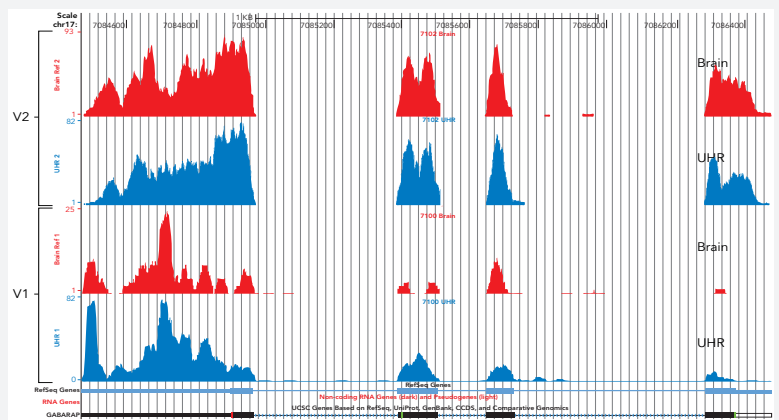 Scale
1 KB
chr17:
7084600
7084800
7085000
7085200
7085400
7085600
7085800
7086000
7086200
7086400
93
7102 Brain
Brain
Brain Ref 2
V2
1
82
7102 UHR
UHR
UHR 2
1
25
7100 Brain
Brain
Brain Ref 1
V1
1
82
7100 UHR
UHR
UHR 1
0
RefSeq Genes
RefSeq Genes
Non-coding RNA Genes (dark) and Pseudogenes (light)
RNA Genes
UCSC Genes Based on RefSeq, UniProt, GenBank, CCDS, and Comparative Genomics
GABARAP